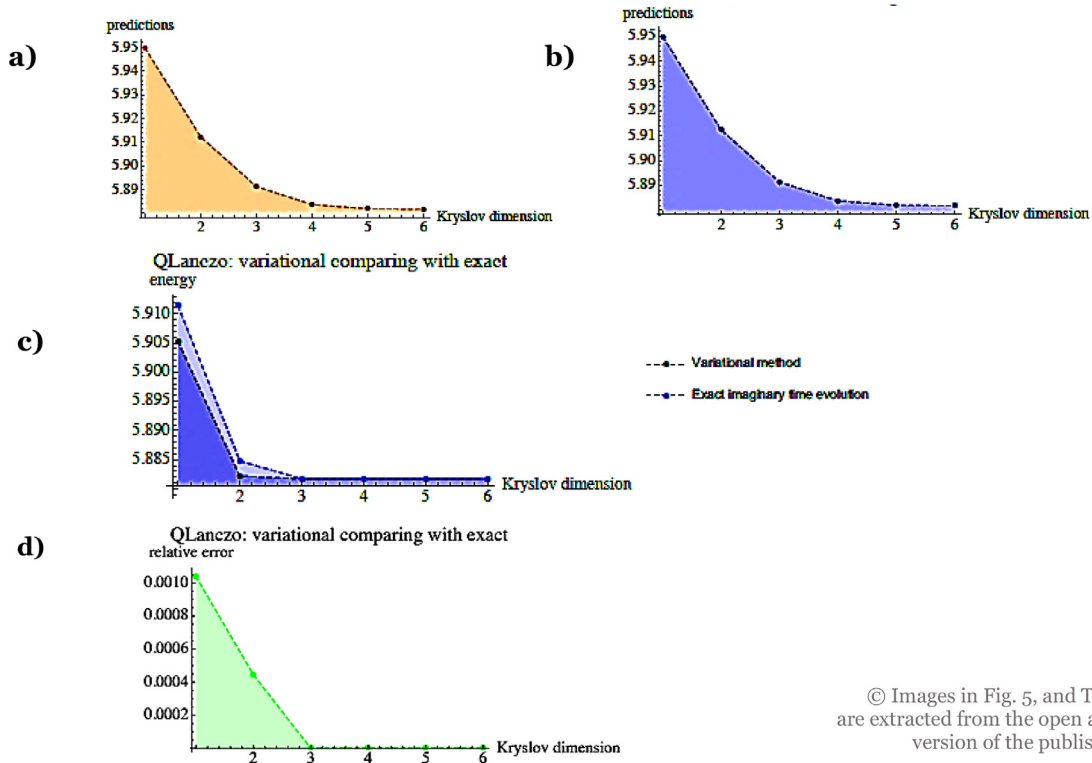 a)
predictions
5.95
5.94
5.93
5.92
5.91
5.90
5.89
2
3
4
5
6
Kryslov dimension
b)
predictions
5.95
5.94
5.93
5.92
5.91
5.90
5.89
2
3
4
5
6
Kryslov dimension
c)
QLanczo: variational comparing with exact
energy
5.910
5.905
5.900
5.895
5.890
5.885
2
3
4
5
6
Kryslov dimension
Variational method
Exact imaginary time evolution
d)
QLanczo: variational comparing with exact
relative error
0.0010
0.0008
0.0006
0.0004
0.0002
2
3
4
5
6
Kryslov dimension
© Images in Fig. 5, and T
are extracted from the open a
version of the publis